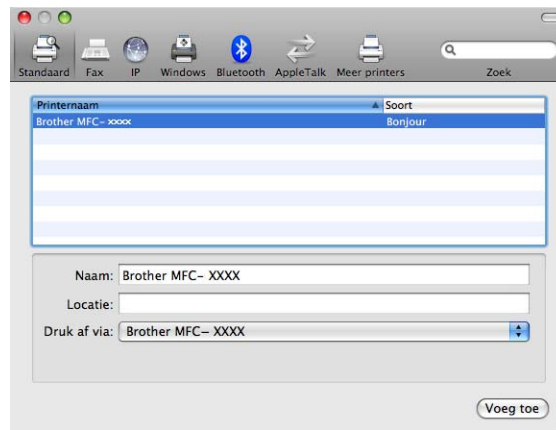 Standaard Fax IP Windows Bluetooth AppleTalk Meer printers Zoek
Printernaam Soort
Brother MFC- xxxx Bonjour
Naam: Brother MFC- XXXX
Locatie:
Druk af via: Brother MFC– XXXX
Voeg toe